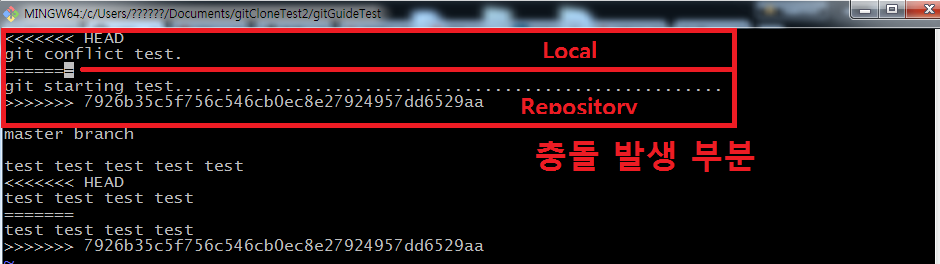 MINGW64:/c/Users/??????/Documents/gitCloneTest2/gitGuideTest
<<<<<<< HEAD
git conflict test.
Local
=======
git starting test......................................................
>>>>>>> 7926b35c5f756c546cb0ec8e27924957dd6529aa
Repository
master branch
충돌 발생 부분
test test test test test
<<<<<<< HEAD
test test test test
=======
test test test test
>>>>>>> 7926b35c5f756c546cb0ec8e27924957dd6529aa
~